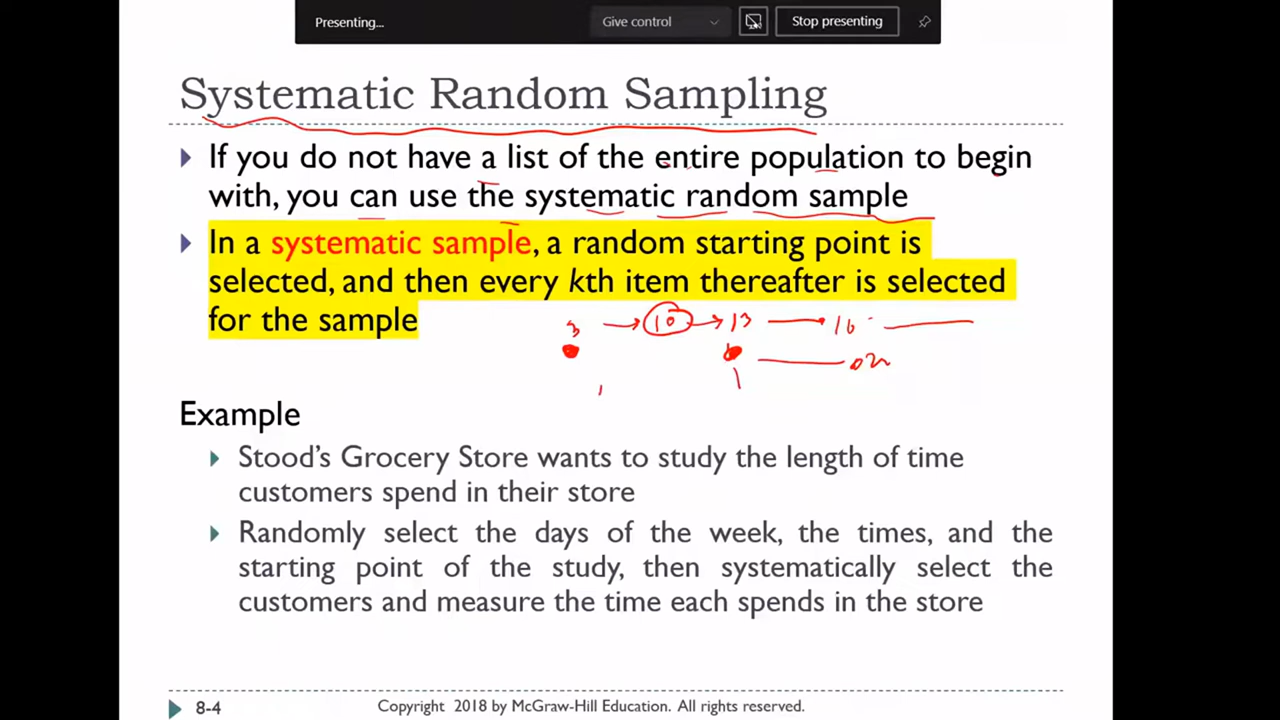 Presenting...
Give control
Stop presenting
Systematic Random Sampling
If you do not have a list of the entire population to begin
with, you can use the systematic random sample
In a systematic sample, a random starting point is
selected, and then every kth item thereafter is selected
for the sample
3 10 13 16
Example
Stood's Grocery Store wants to study the length of time
customers spend in their store
Randomly select the days of the week, the times, and the
starting point of the study, then systematically select the
customers and measure the time each spends in the store
8-4
Copyright 2018 by McGraw-Hill Education. All rights reserved.